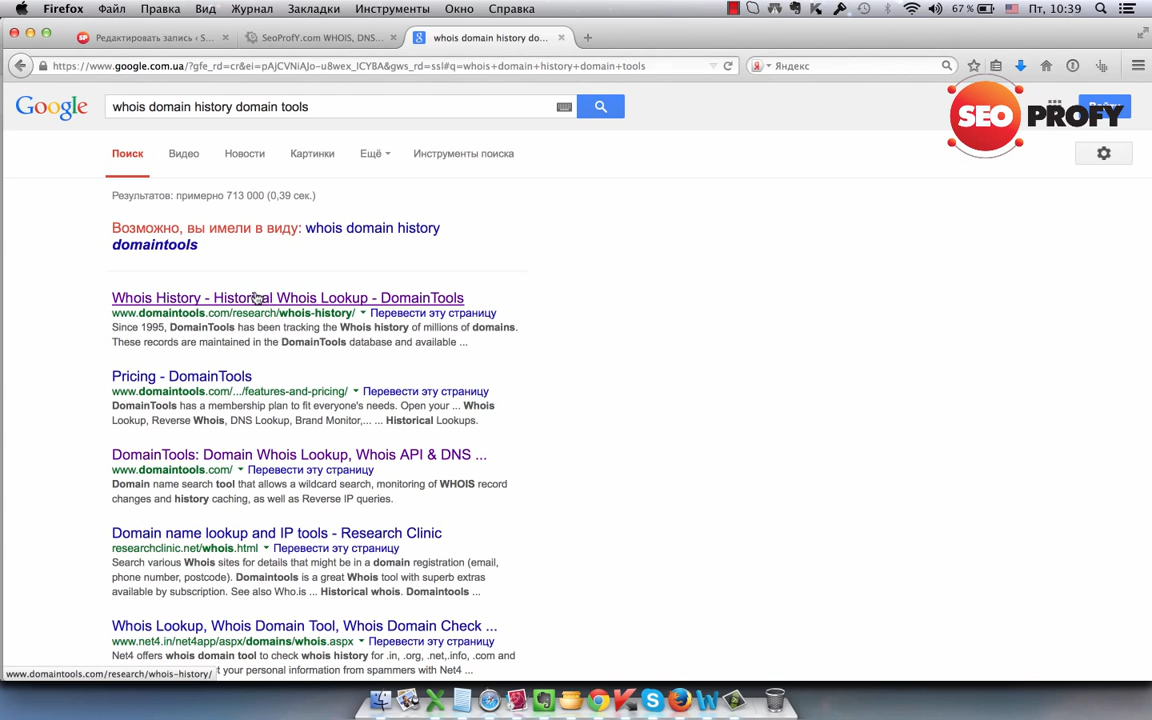 Firefox Файл Правка Вид Журнал Закладки Инструменты Окно Справка 67 % Пт, 10:39
Редактировать запись ‹ S... × SeoProfY.com WHOIS, DNS... × whois domain history do... × +
https://www.google.com.ua/?gfe_rd=cr&ei=pAjCVNiAJo-u8wex_ICYBA&gws_rd=ssl#q=whois+domain+history+domain+tools Яндекс
Google whois domain history domain tools
SEO PROFY
Поиск Видео Новости Картинки Ещё Инструменты поиска
Результатов: примерно 713 000 (0,39 сек.)
Возможно, вы имели в виду: whois domain history
domaintools
Whois History - Historical Whois Lookup - DomainTools
www.domaintools.com/research/whois-history/ Перевести эту страницу
Since 1995, DomainTools has been tracking the Whois history of millions of domains.
These records are maintained in the DomainTools database and available ...
Pricing - DomainTools
www.domaintools.com/.../features-and-pricing/ Перевести эту страницу
DomainTools has a membership plan to fit everyone's needs. Open your ... Whois
Lookup, Reverse Whois, DNS Lookup, Brand Monitor,... ... Historical Lookups.
DomainTools: Domain Whois Lookup, Whois API & DNS ...
www.domaintools.com/ Перевести эту страницу
Domain name search tool that allows a wildcard search, monitoring of WHOIS record
changes and history caching, as well as Reverse IP queries.
Domain name lookup and IP tools - Research Clinic
researchclinic.net/whois.html Перевести эту страницу
Search various Whois sites for details that might be in a domain registration (email,
phone number, postcode). Domaintools is a great Whois tool with superb extras
available by subscription. See also Who.is ... Historical whois. Domaintools ...
Whois Lookup, Whois Domain Tool, Whois Domain Check ...
www.net4.in/net4app/aspx/domains/whois.aspx Перевести эту страницу
Net4 offers whois domain tool to check whois history for .in, .org, .net,.info, .com and
t your personal information from spammers with Net4 ...
www.domaintools.com/research/whois-history/